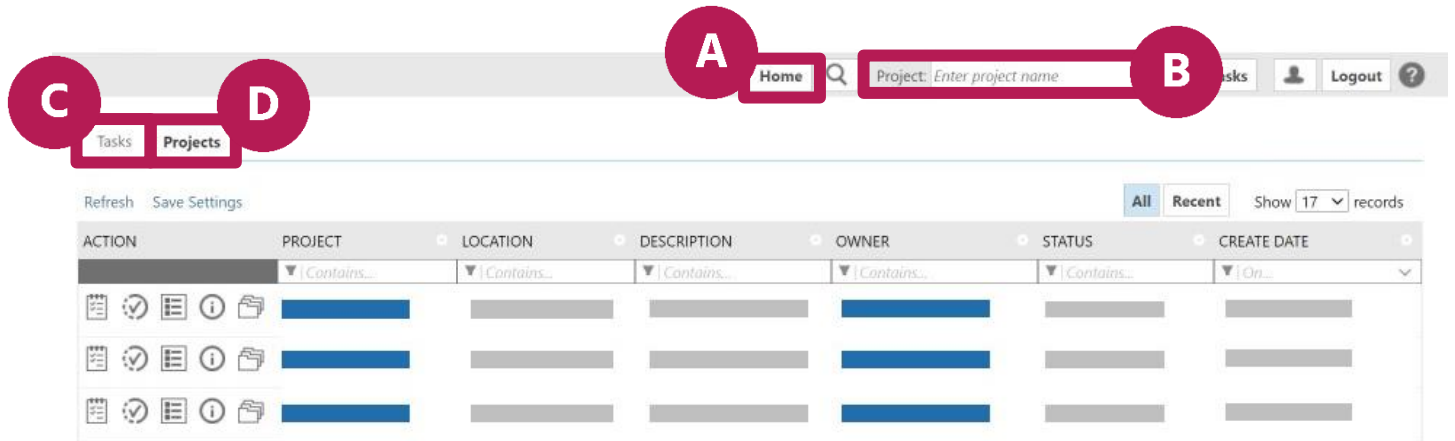 A
Home Project: Enter project name B sks Logout ?
C D
Tasks Projects
Refresh Save Settings All Recent Show 17 records
ACTION PROJECT LOCATION DESCRIPTION OWNER STATUS CREATE DATE
Contains... Contains... Contains... Contains... Contains... On...